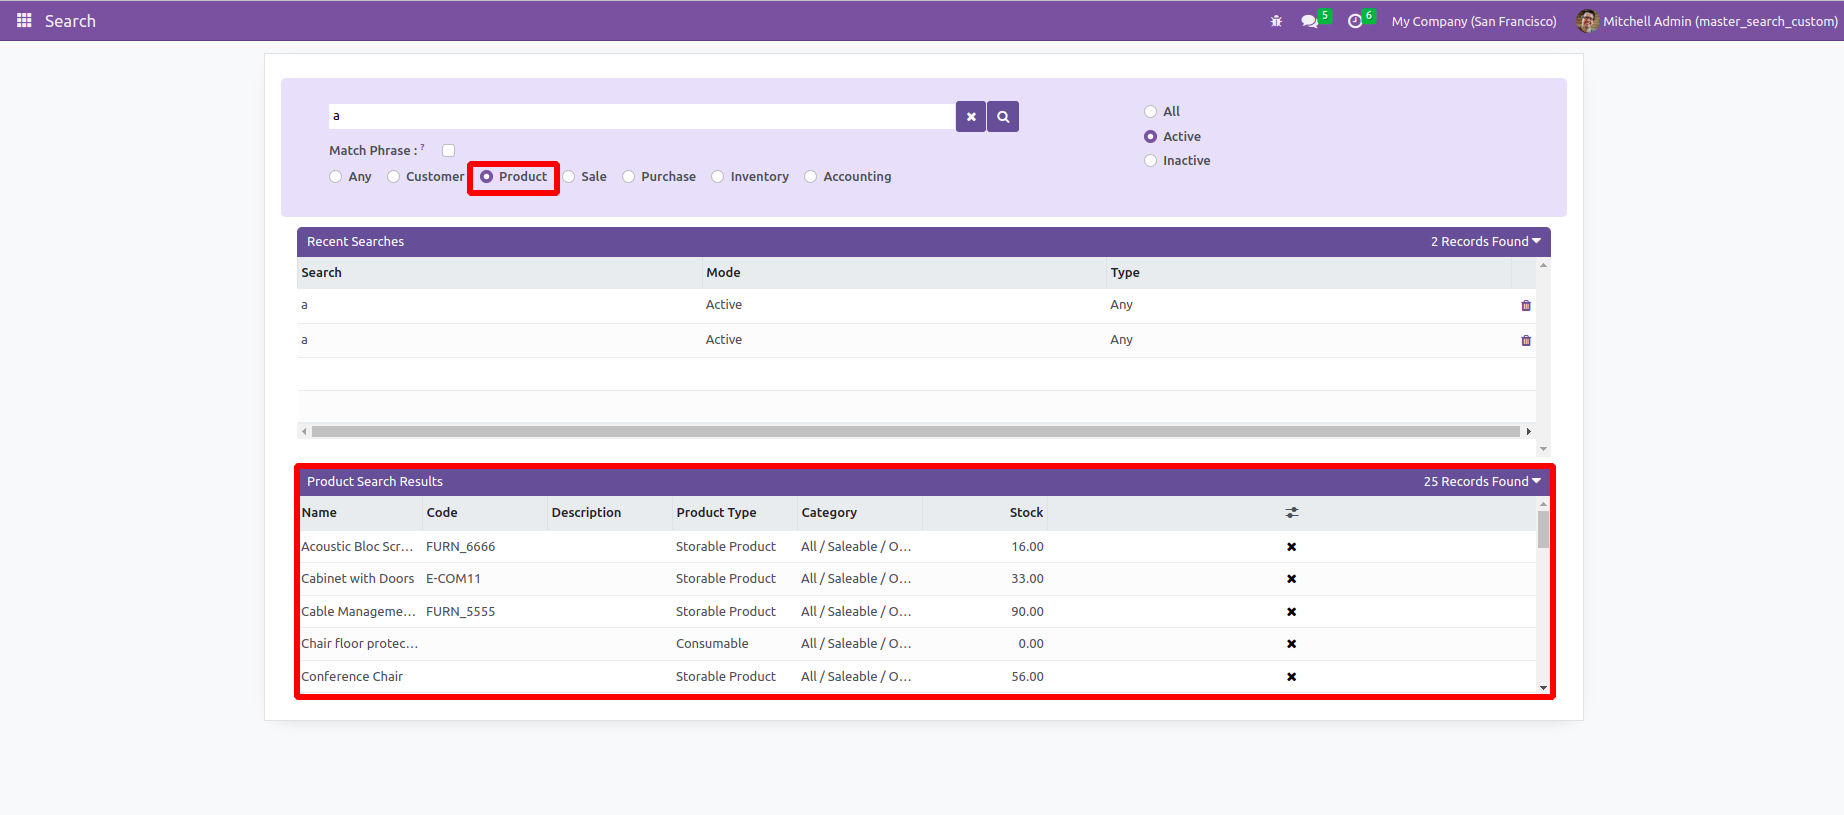 Search 5 6 My Company (San Francisco) Mitchell Admin (master_search_custom)
a
All
Active
Match Phrase : ?
Inactive
Any Customer Product Sale Purchase Inventory Accounting
Recent Searches 2 Records Found
Search Mode Type
a Active Any
a Active Any
Product Search Results 25 Records Found
Name Code Description Product Type Category Stock
Acoustic Bloc Scr... FURN_6666 Storable Product All / Saleable / O... 16.00
Cabinet with Doors E-COM11 Storable Product All / Saleable / O... 33.00
Cable Manageme... FURN_5555 Storable Product All / Saleable / O... 90.00
Chair floor protec... Consumable All / Saleable / O... 0.00
Conference Chair Storable Product All / Saleable / O... 56.00